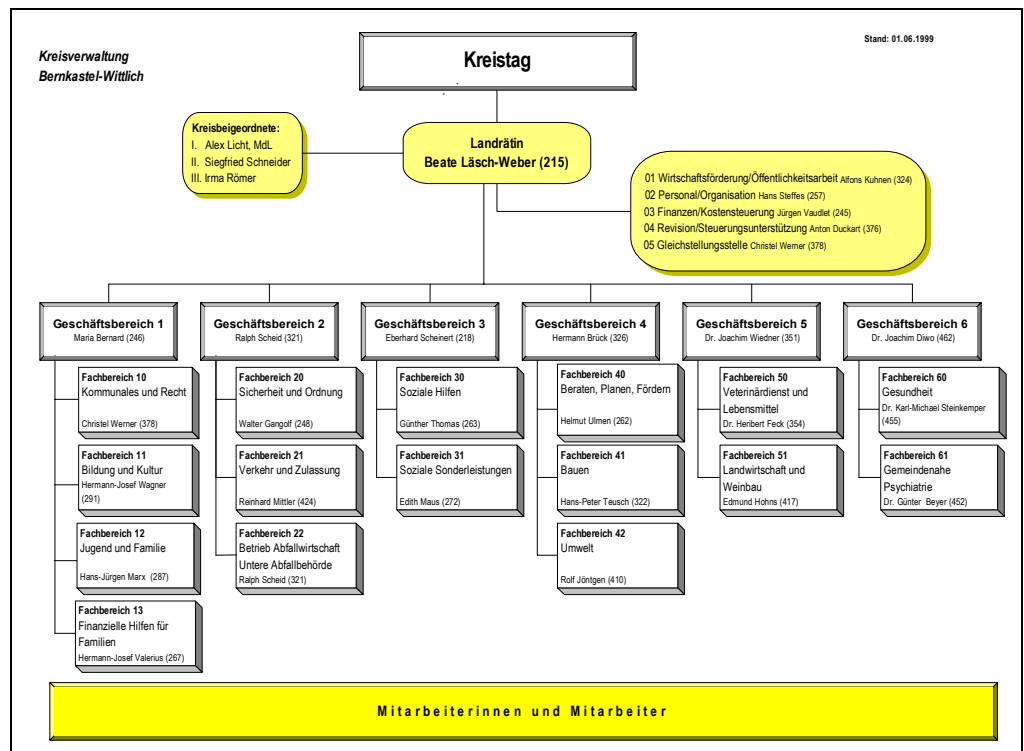 Kreisverwaltung
Bernkastel-Wittlich
Kreistag
Stand: 01.06.1999
Kreisbeigeordnete:
I. Alex Licht, MdL
II. Siegfried Schneider
III. Irma Römer
Landrätin
Beate Läsch-Weber (215)
01 Wirtschaftsförderung/Öffentlichkeitsarbeit Alfons Kuhnen (324)
02 Personal/Organisation Hans Steffes (257)
03 Finanzen/Kostensteuerung Jürgen Vaudlet (245)
04 Revision/Steuerungsunterstützung Anton Duckart (376)
05 Gleichstellungsstelle Christel Werner (378)
Geschäftsbereich 1
Maria Bernard (246)
Fachbereich 10
Kommunales und Recht
Christel Werner (378)
Fachbereich 11
Bildung und Kultur
Hermann-Josef Wagner
(291)
Fachbereich 12
Jugend und Familie
Hans-Jürgen Marx (287)
Fachbereich 13
Finanzielle Hilfen für
Familien
Hermann-Josef Valerius (267)
Geschäftsbereich 2
Ralph Scheid (321)
Fachbereich 20
Sicherheit und Ordnung
Walter Gangolf (248)
Fachbereich 21
Verkehr und Zulassung
Reinhard Mittler (424)
Fachbereich 22
Betrieb Abfallwirtschaft
Untere Abfallbehörde
Ralph Scheid (321)
Geschäftsbereich 3
Eberhard Scheinert (218)
Fachbereich 30
Soziale Hilfen
Günther Thomas (263)
Fachbereich 31
Soziale Sonderleistungen
Edith Maus (272)
Geschäftsbereich 4
Hermann Brück (326)
Fachbereich 40
Beraten, Planen, Fördern
Helmut Ulmen (262)
Fachbereich 41
Bauen
Hans-Peter Teusch (322)
Fachbereich 42
Umwelt
Rolf Jöntgen (410)
Geschäftsbereich 5
Dr. Joachim Wiedner (351)
Fachbereich 50
Veterinärdienst und
Lebensmittel
Dr. Heribert Feck (354)
Fachbereich 51
Landwirtschaft und
Weinbau
Edmund Hohns (417)
Geschäftsbereich 6
Dr. Joachim Diwo (462)
Fachbereich 60
Gesundheit
Dr. Karl-Michael Steinkemper
(455)
Fachbereich 61
Gemeindenahe
Psychiatrie
Dr. Günter Beyer (452)
Mitarbeiterinnen und Mitarbeiter